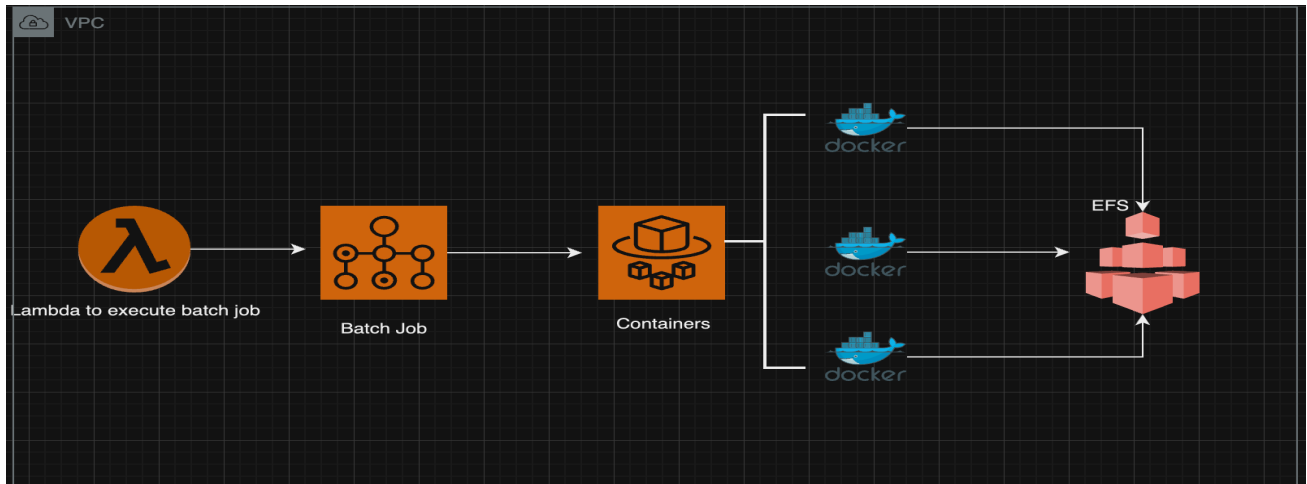 VPC
docker
EFS
docker
Lambda to execute batch job
Batch Job
Containers
docker